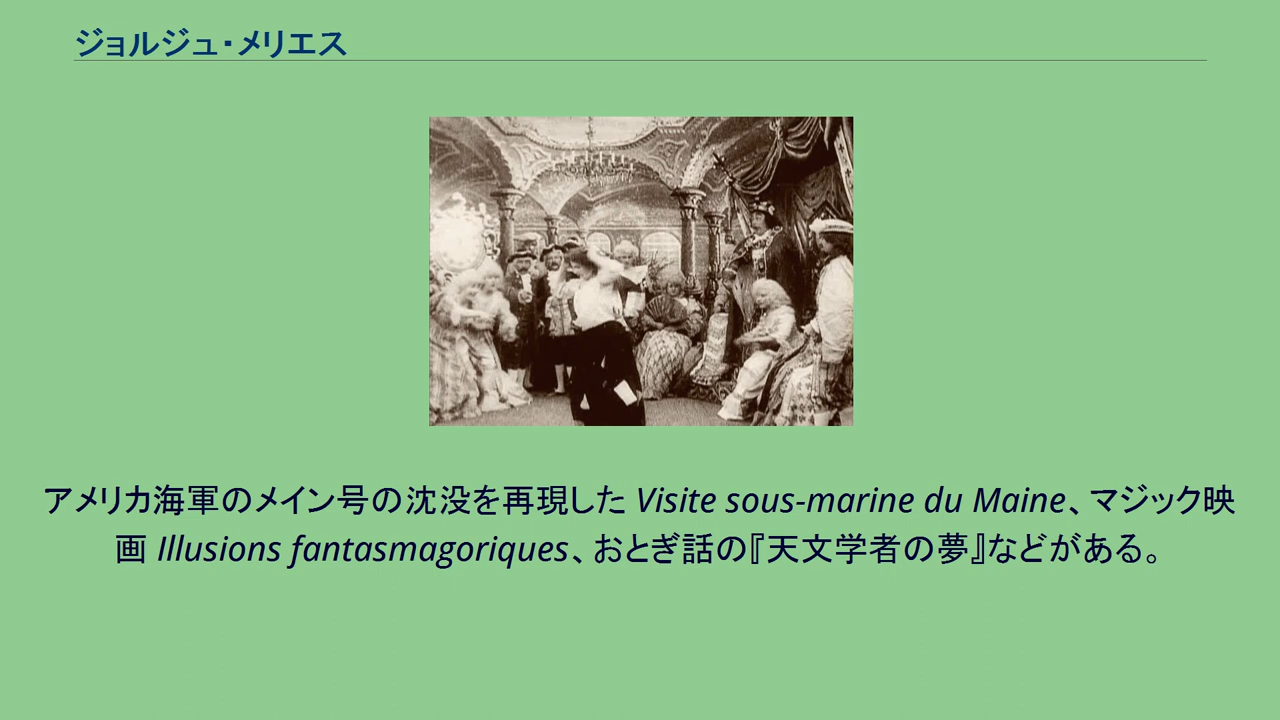 ジョルジュ・メリエス
アメリカ海軍のメイン号の沈没を再現した Visite sous-marine du Maine、マジック映
画 Illusions fantasmagoriques、おとぎ話の『天文学者の夢』などがある。